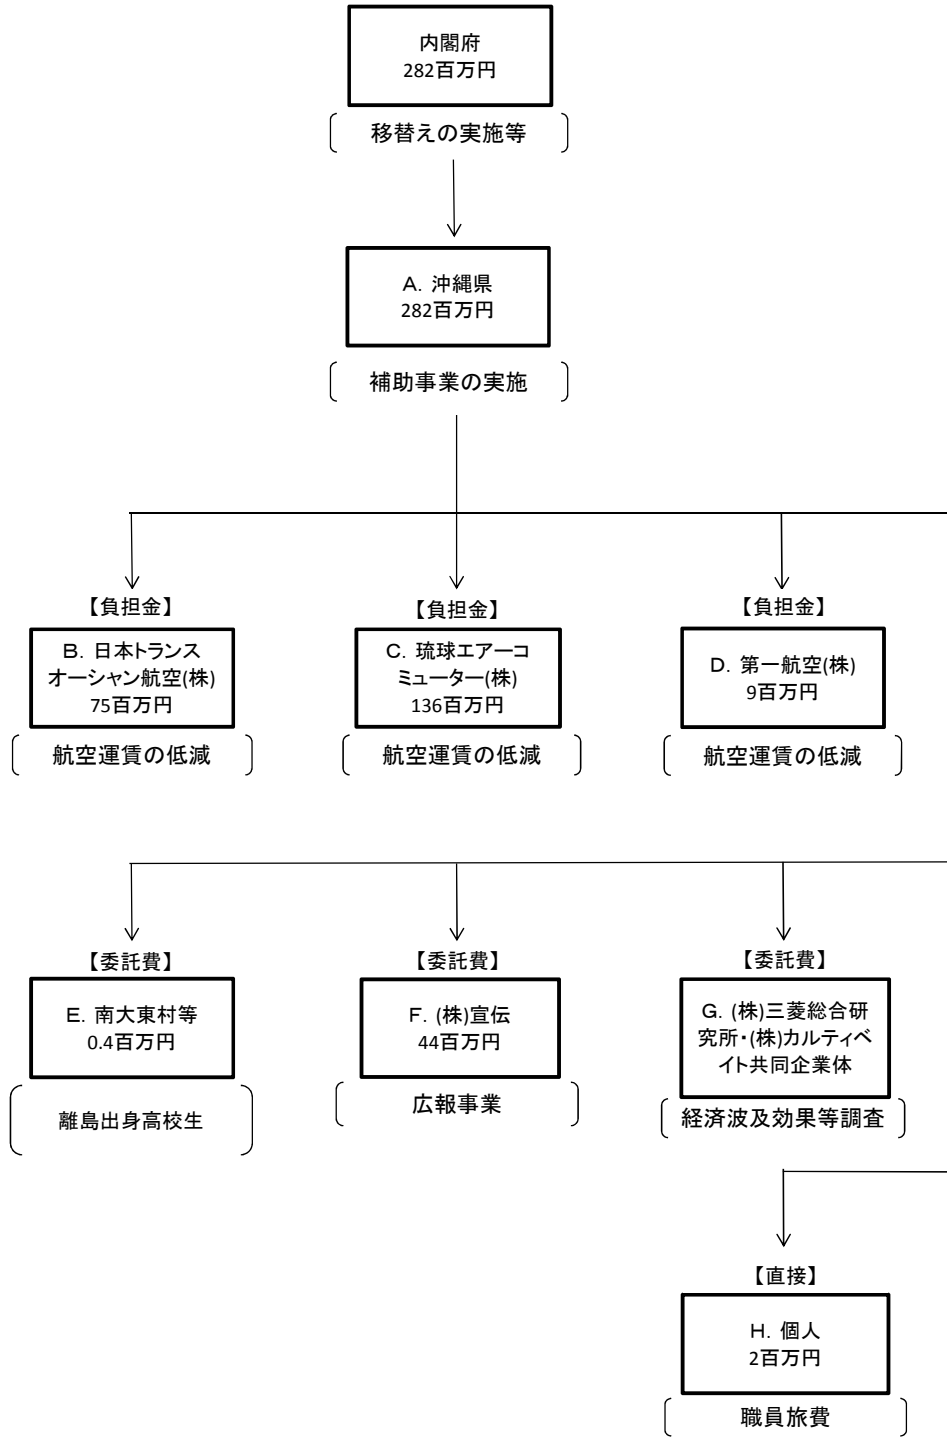 内閣府
282百万円
移替えの実施等
A. 沖縄県
282百万円
補助事業の実施
【負担金】
B. 日本トランス
オーシャン航空(株)
75百万円
航空運賃の低減
【負担金】
C. 琉球エアーコ
ミューター(株)
136百万円
航空運賃の低減
【負担金】
D. 第一航空(株)
9百万円
航空運賃の低減
【委託費】
E. 南大東村等
0.4百万円
離島出身高校生
【委託費】
F. (株)宣伝
44百万円
広報事業
【委託費】
G. (株)三菱総合研
究所・(株)カルティベ
イト共同企業体
経済波及効果等調査
【直接】
H. 個人
2百万円
職員旅費